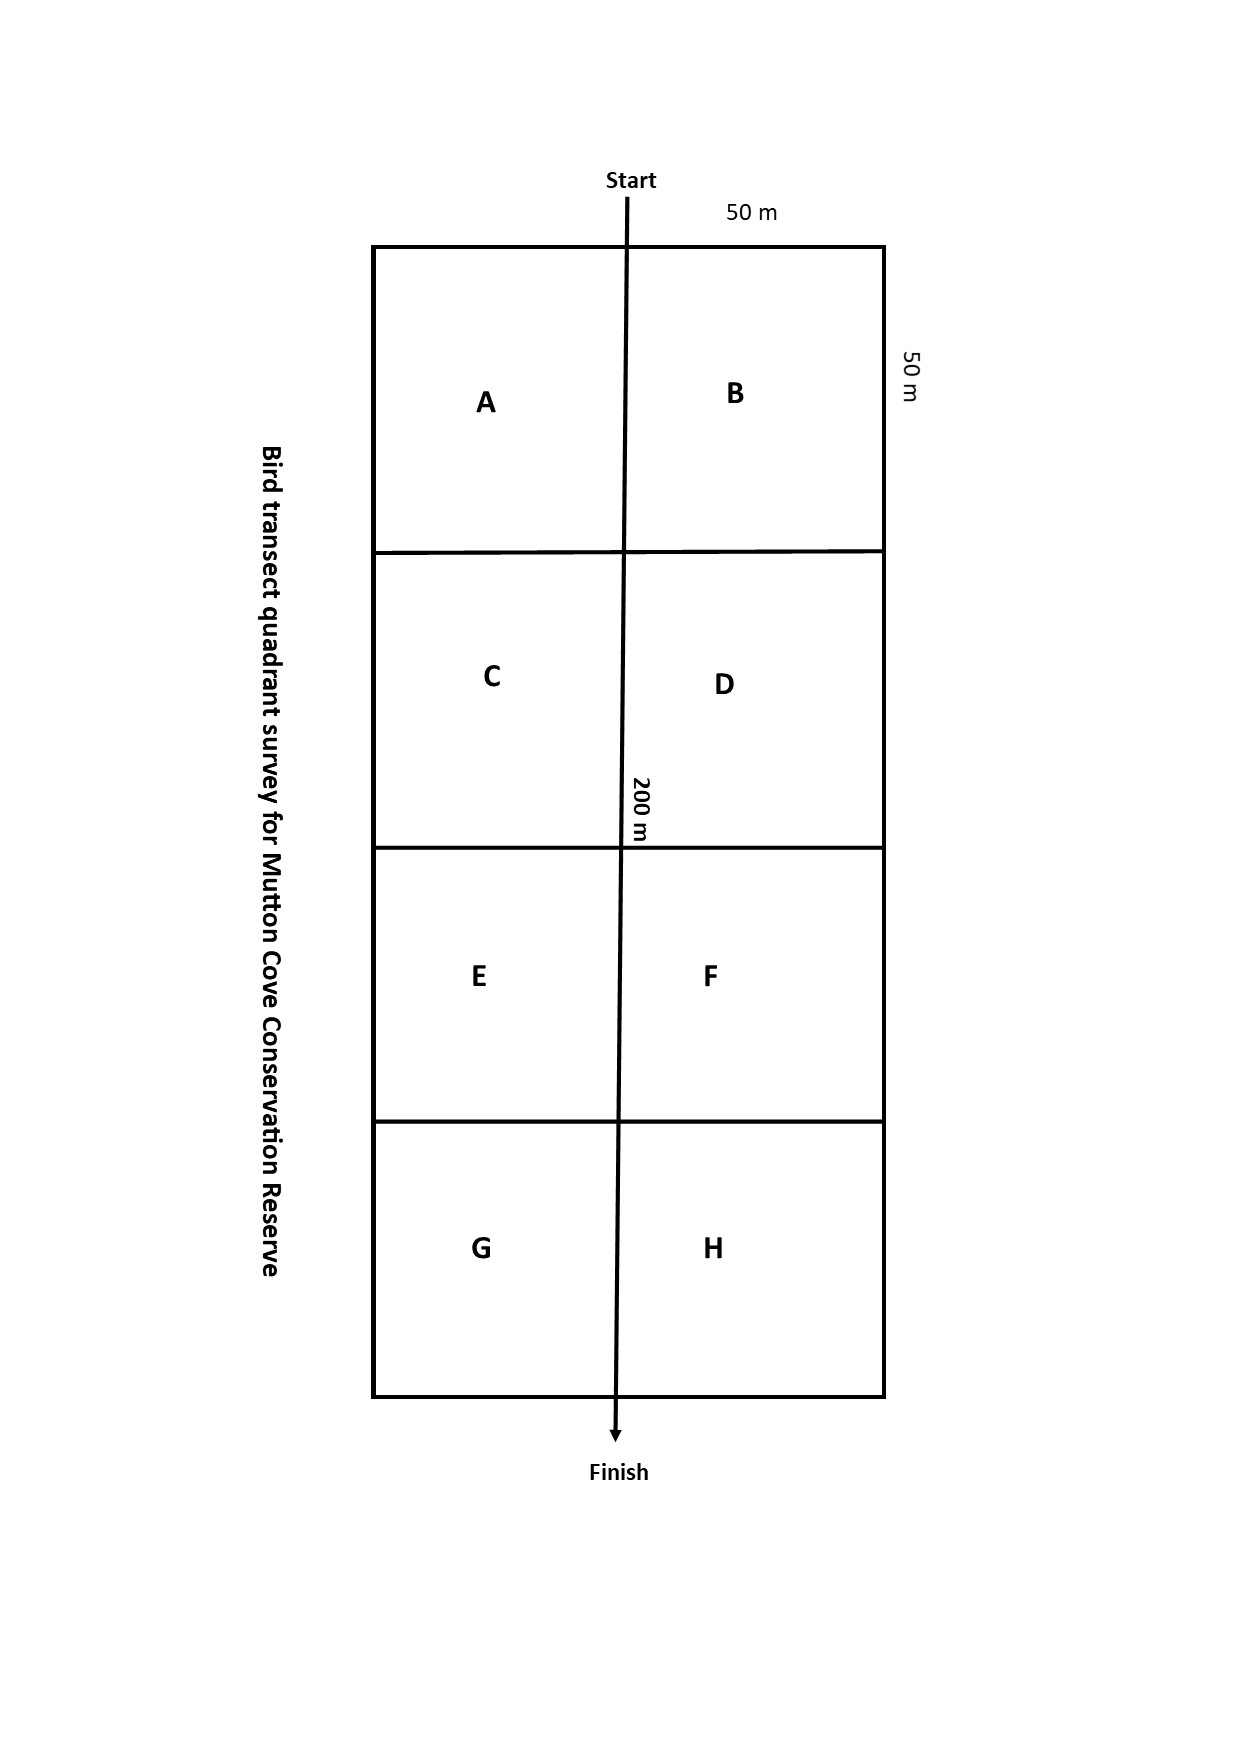 Start
50 m
50 m
A
B
Bird transect quadrant survey for Mutton Cove Conservation Reserve
C
D
200 m
E
F
G
H
Finish